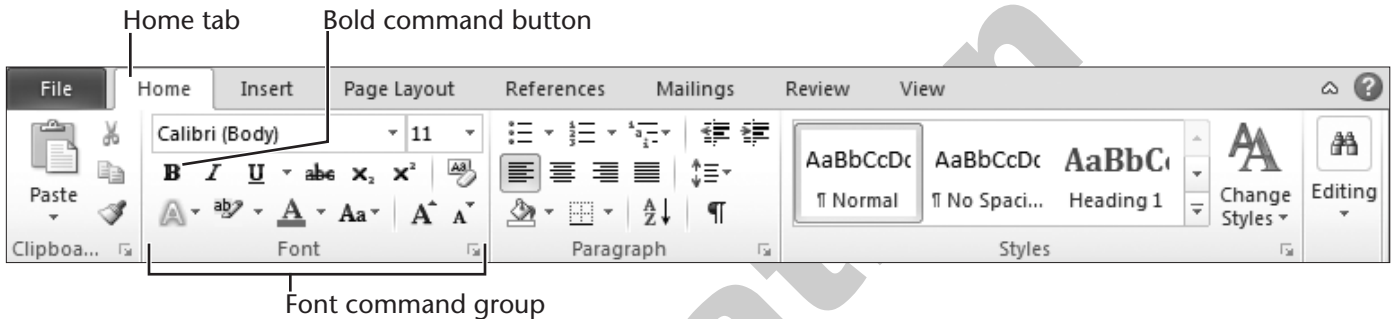 Home tab Bold command button
File Home Insert Page Layout References Mailings Review View
Calibri (Body) 11
B I U abc x₂ x² Aa
AaBbCcDc AaBbCcDc AaBbC
Paste A ab A Aa A A A Z ¶ ¶ Normal ¶ No Spaci... Heading 1 Change Styles Editing
Clipboa... Font Paragraph Styles
Font command group